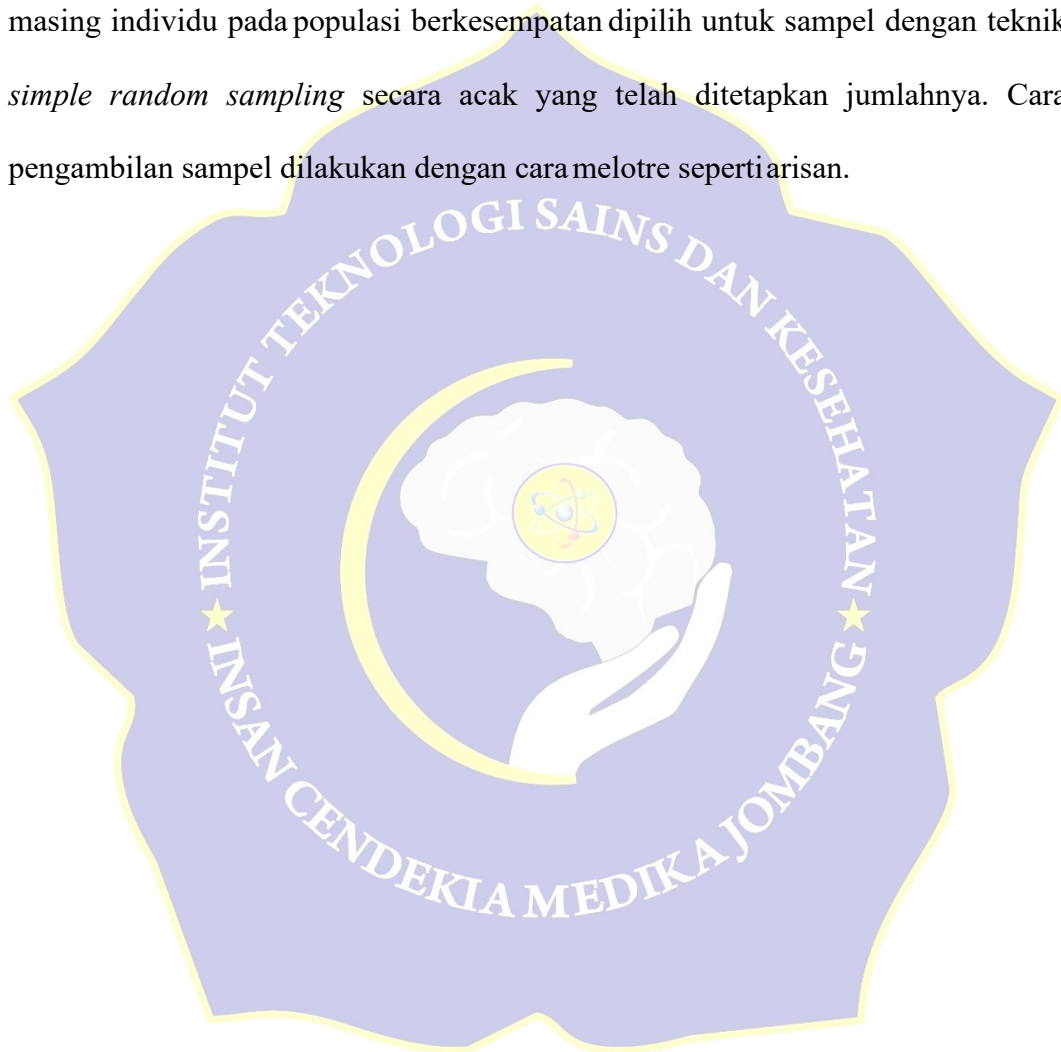 masing individu pada populasi berkesempatan dipilih untuk sampel dengan teknik
simple random sampling secara acak yang telah ditetapkan jumlahnya. Cara
pengambilan sampel dilakukan dengan cara melotre seperti arisan.
INSTITUT TEKNOLOGI SAINS DAN KESEHATAN
INSAN CENDEKIA MEDIKA JOMBANG